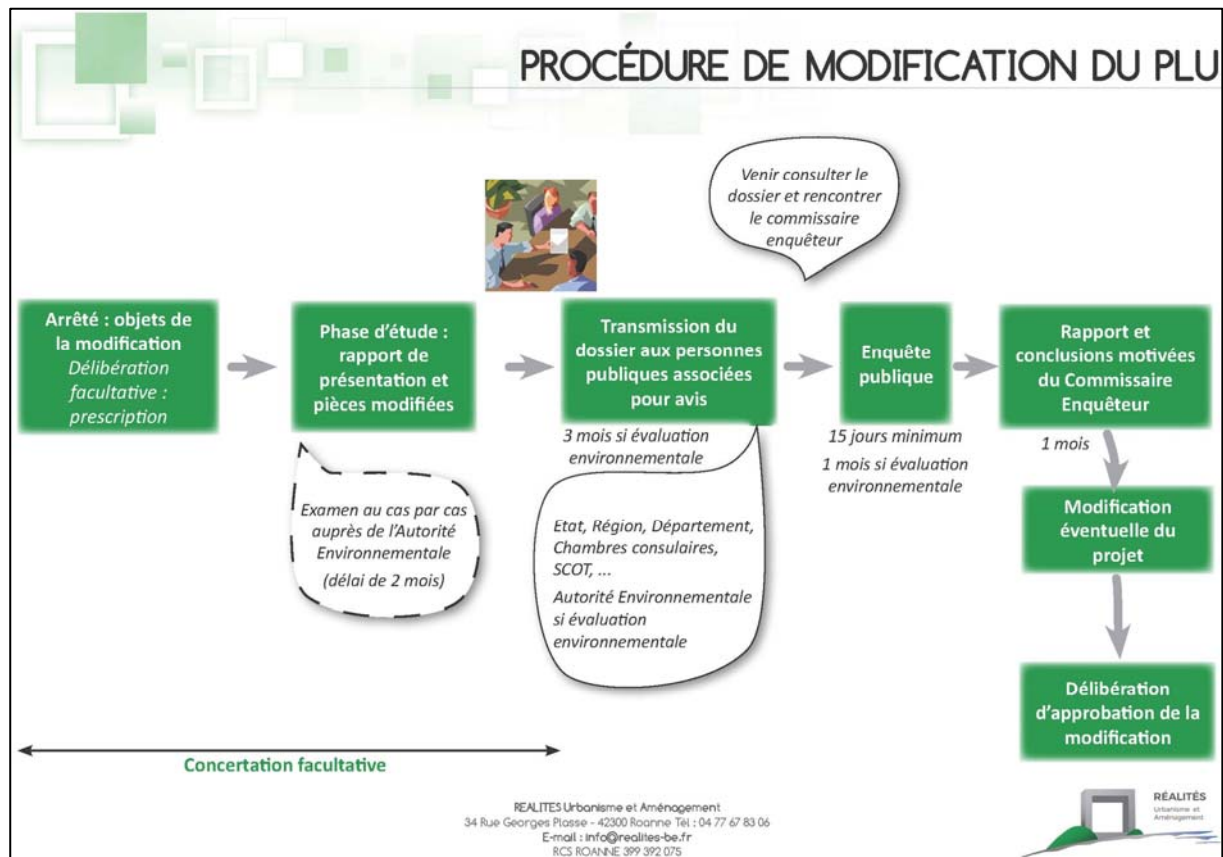 PROCÉDURE DE MODIFICATION DU PLU
Venir consulter le
dossier et rencontrer
le commissaire
enquêteur
Arrêté : objets de
la modification
Délibération
facultative :
prescription
Phase d'étude :
rapport de
présentation et
pièces modifiées
Transmission du
dossier aux personnes
publiques associées
pour avis
Enquête
publique
Rapport et
conclusions motivées
du Commissaire
Enquêteur
3 mois si évaluation
environnementale
15 jours minimum
1 mois si évaluation
environnementale
1 mois
Examen au cas par cas
auprès de l'Autorité
Environnementale
(délai de 2 mois)
Etat, Région, Département,
Chambres consulaires,
SCOT, ...
Autorité Environnementale
si évaluation
environnementale
Modification
éventuelle du
projet
Délibération
d'approbation de la
modification
Concertation facultative
REALITES Urbanisme et Aménagement
34 Rue Georges Plasse - 42300 Roanne Tél : 04 77 67 83 06
E-mail : info@realites-be.fr
RCS ROANNE 399 392 075
RÉALITÉS
Urbanisme et
Aménagement